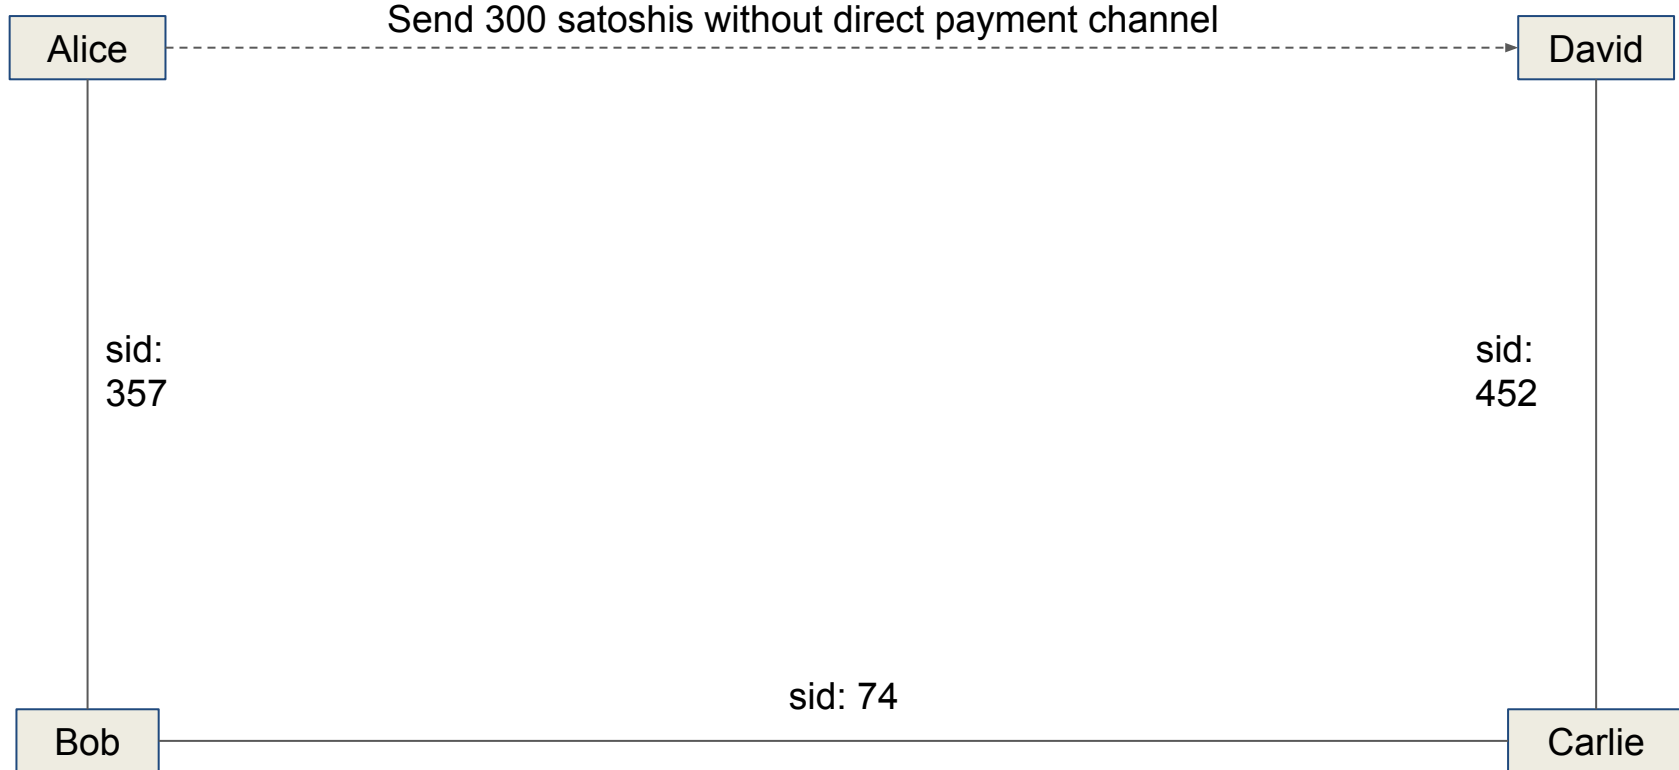 Send 300 satoshis without direct payment channel
Alice
David
sid:
357
sid:
452
sid: 74
Bob
Carlie